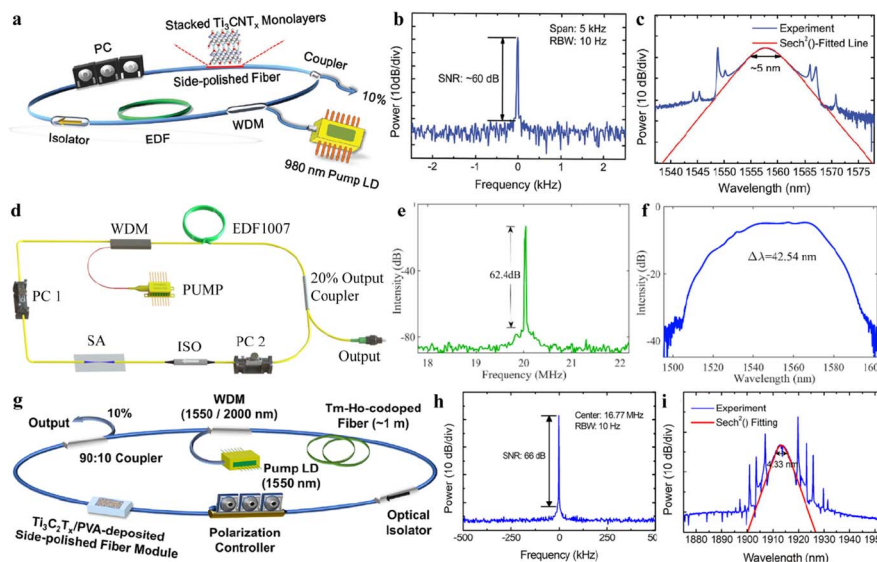 a
Stacked Ti₃CNTₓ Monolayers
PC
Side-polished Fiber
Coupler
10%
Isolator
EDF
WDM
980 nm Pump LD
b
Power (10dB/div)
SNR: ~60 dB
Span: 5 kHz
RBW: 10 Hz
-2 -1 0 1 2
Frequency (kHz)
c
Power (10 dB/div)
Experiment
Sech²()-Fitted Line
~5 nm
1540 1545 1550 1555 1560 1565 1570 1575
Wavelength (nm)
d
WDM
EDF1007
PC 1
PUMP
20% Output
Coupler
SA
ISO
PC 2
Output
e
Intensity (dB)
0
-40
-80
62.4dB
18 19 20 21 22
Frequency (MHz)
f
Intensity (dB)
0
-20
-40
Δλ=42.54 nm
1500 1520 1540 1560 1580
Wavelength (nm)
g
Output
10%
WDM
(1550 / 2000 nm)
Tm-Ho-codoped
Fiber (~1 m)
90:10 Coupler
Pump LD
(1550 nm)
Ti₃C₂Tₓ/PVA-deposited
Side-polished Fiber Module
Polarization
Controller
Optical
Isolator
h
Power (10 dB/div)
SNR: 66 dB
Center: 16.77 MHz
RBW: 10 Hz
-500 -250 0 250 500
Frequency (kHz)
i
Power (10 dB/div)
Experiment
Sech²() Fitting
4.33 nm
1880 1890 1900 1910 1920 1930 1940
Wavelength (nm)